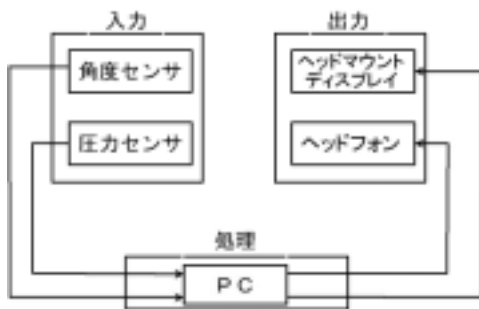 入力
角度センサ
圧力センサ
出力
ヘッドマウント
ディスプレイ
ヘッドフォン
処理
PC